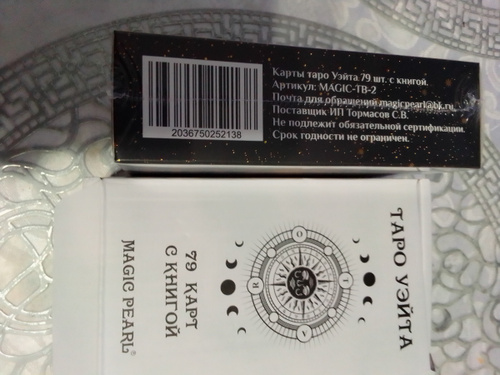 Карты таро Уэйта 79 шт. с книгой.
Артикул: MAGIC-TB-2
Почта для обращений magicpearl@bk.ru
Поставщик ИП Тормасов С.В.
Не подлежит обязательной сертификации.
Срок годности не ограничен.
2036750252138
ТАРО УЭЙТА
79 КАРТ
С КНИГОЙ
MAGIC PEARL®